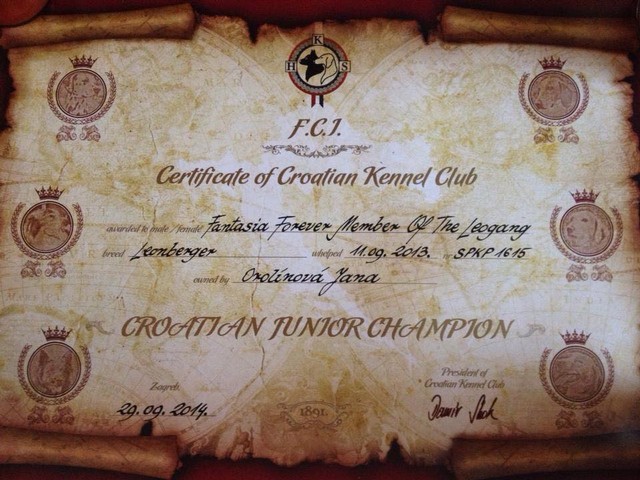 K
H S
F.C.I.
Certificate of Croatian Kennel Club
awarded to male / female Fantasia Forever Member Of The Leogang
breed Leonberger whelped 11.09.2013. SPKP 1615
owned by Orolínová Jana
CROATIAN JUNIOR CHAMPION
Zagreb, President of
Croatian Kennel Club
29.09.2014. 1891. Damir